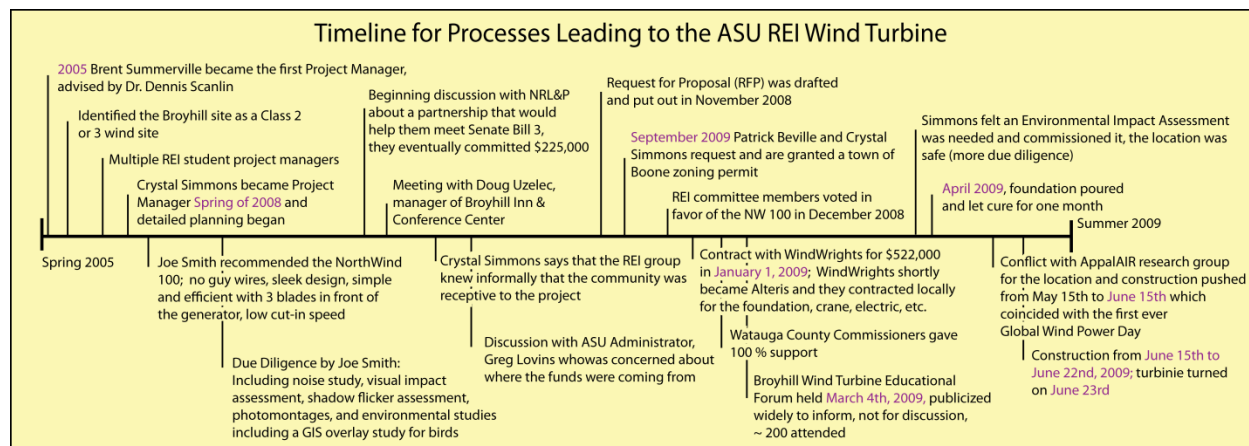 Timeline for Processes Leading to the ASU REI Wind Turbine
2005 Brent Summerville became the first Project Manager,
advised by Dr. Dennis Scanlin
Identified the Broyhill site as a Class 2
or 3 wind site
Multiple REI student project managers
Crystal Simmons became Project
Manager Spring of 2008 and
detailed planning began
Beginning discussion with NRL&P
about a partnership that would
help them meet Senate Bill 3,
they eventually committed $225,000
Meeting with Doug Uzelec,
manager of Broyhill Inn &
Conference Center
Request for Proposal (RFP) was drafted
and put out in November 2008
September 2009 Patrick Beville and Crystal
Simmons request and are granted a town of
Boone zoning permit
REI committee members voted in
favor of the NW 100 in December 2008
Simmons felt an Environmental Impact Assessment
was needed and commissioned it, the location was
safe (more due diligence)
April 2009, foundation poured
and let cure for one month
Summer 2009
Spring 2005
Joe Smith recommended the NorthWind
100; no guy wires, sleek design, simple
and efficient with 3 blades in front of
the generator, low cut-in speed
Due Diligence by Joe Smith:
Including noise study, visual impact
assessment, shadow flicker assessment,
photomontages, and environmental studies
including a GIS overlay study for birds
Crystal Simmons says that the REI group
knew informally that the community was
receptive to the project
Discussion with ASU Administrator,
Greg Lovins whowas concerned about
where the funds were coming from
Contract with WindWrights for $522,000
in January 1, 2009; WindWrights shortly
became Alteris and they contracted locally
for the foundation, crane, electric, etc.
Watauga County Commissioners gave
100 % support
Broyhill Wind Turbine Educational
Forum held March 4th, 2009, publicized
widely to inform, not for discussion,
~ 200 attended
Conflict with AppalAIR research group
for the location and construction pushed
from May 15th to June 15th which
coincided with the first ever
Global Wind Power Day
Construction from June 15th to
June 22nd, 2009; turbinie turned
on June 23rd